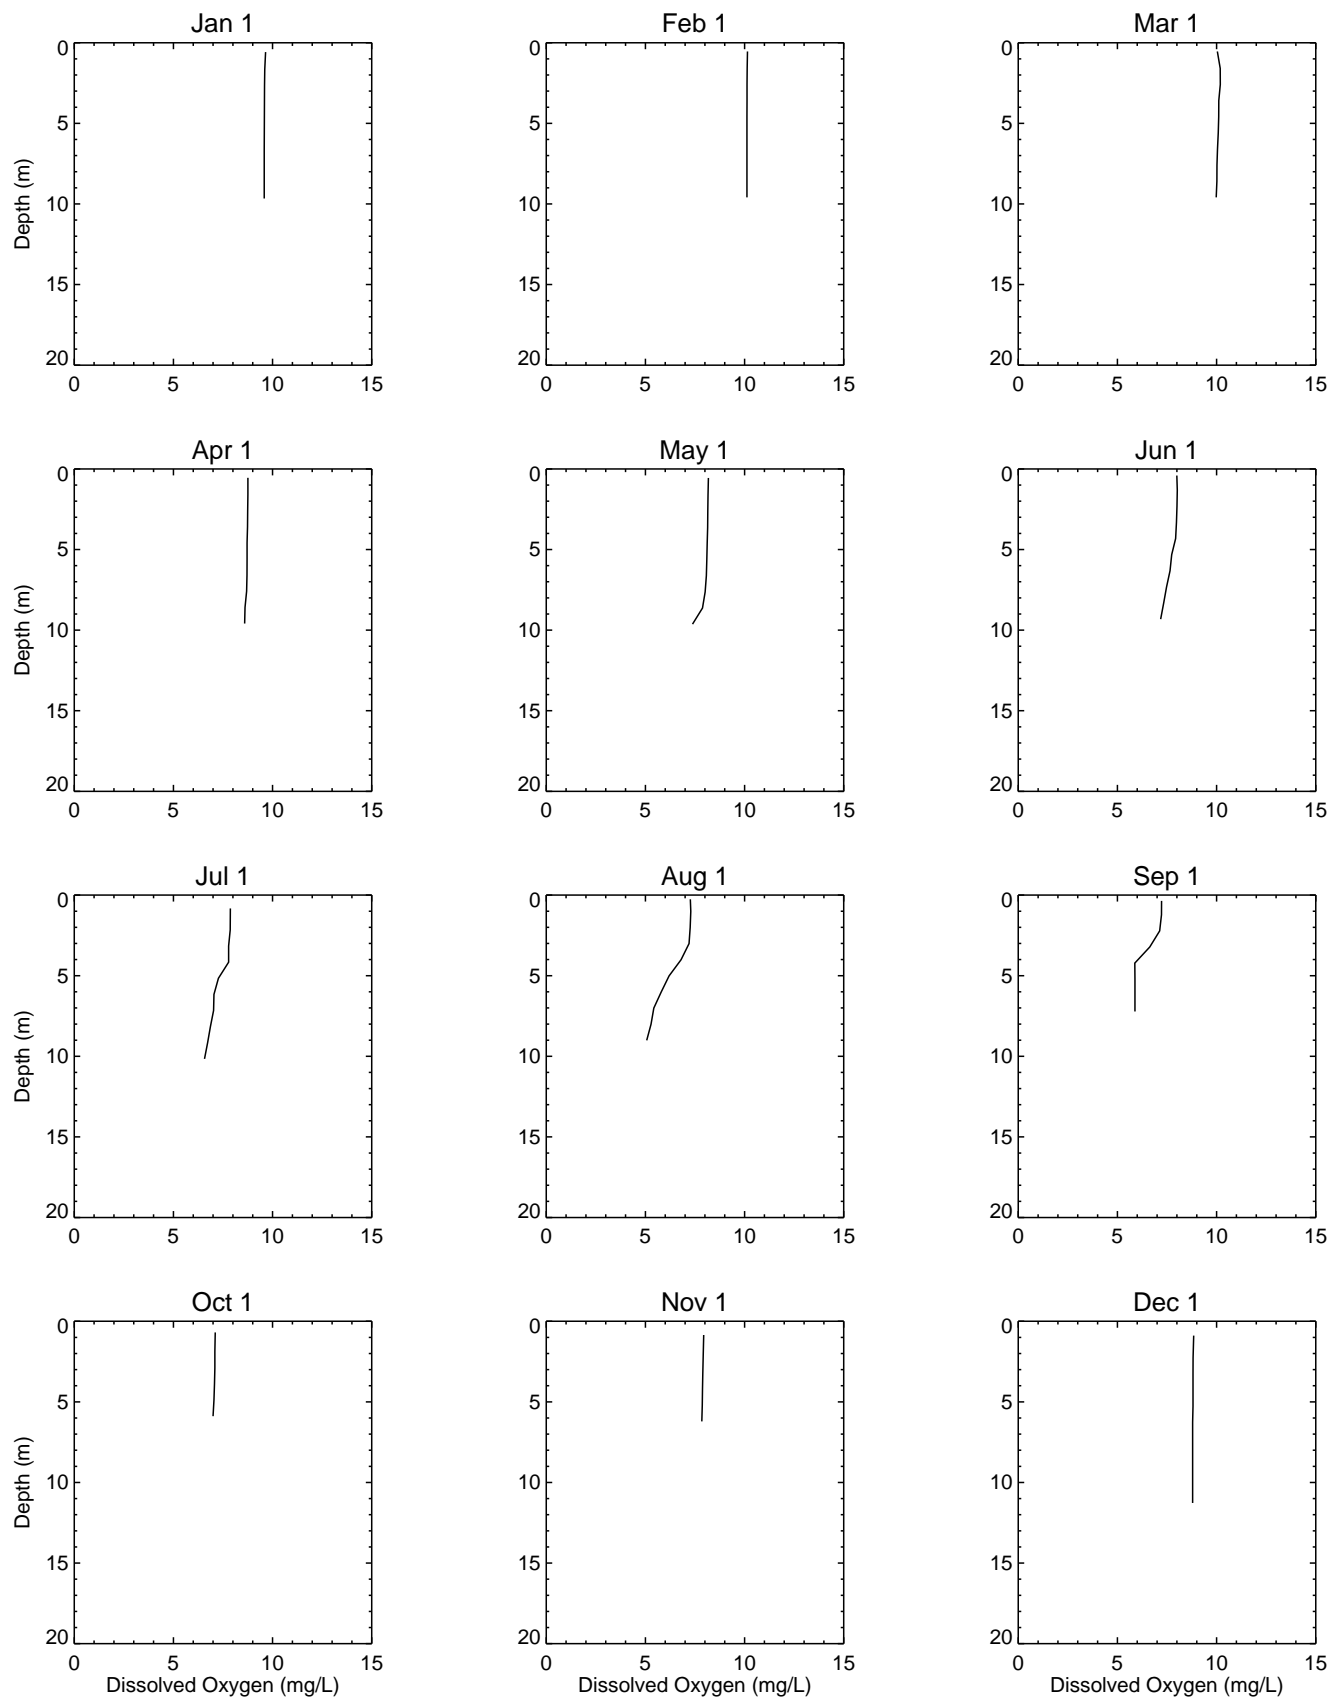 Jan 1 Feb 1 Mar 1
0 0 0
5 5 5
Depth (m)
10 10 10
15 15 15
20 20 20
0 5 10 15 0 5 10 15 0 5 10 15
Apr 1 May 1 Jun 1
0 0 0
5 5 5
Depth (m)
10 10 10
15 15 15
20 20 20
0 5 10 15 0 5 10 15 0 5 10 15
Jul 1 Aug 1 Sep 1
0 0 0
5 5 5
Depth (m)
10 10 10
15 15 15
20 20 20
0 5 10 15 0 5 10 15 0 5 10 15
Oct 1 Nov 1 Dec 1
0 0 0
5 5 5
Depth (m)
10 10 10
15 15 15
20 20 20
0 5 10 15 0 5 10 15 0 5 10 15
Dissolved Oxygen (mg/L) Dissolved Oxygen (mg/L) Dissolved Oxygen (mg/L)